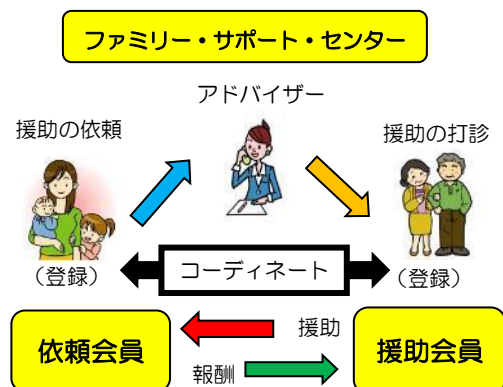 ファミリー・サポート・センター
アドバイザー
援助の依頼
援助の打診
コーディネート
（登録）
（登録）
依頼会員
援助
援助会員
報酬